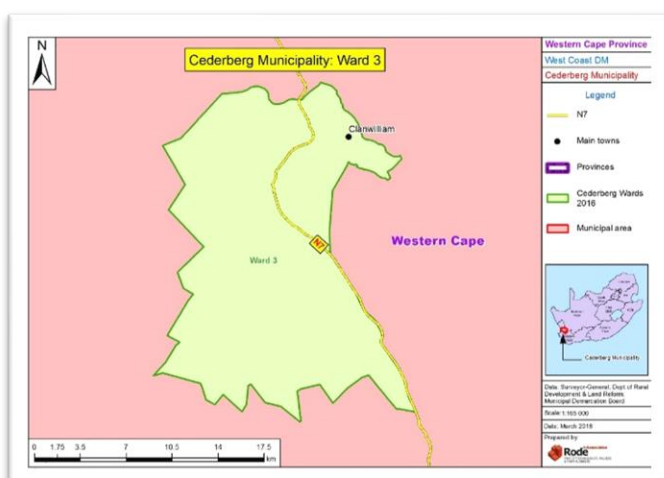 N
Cederberg Municipality: Ward 3
Clanwilliam
N7
Western Cape
Ward 3
0 1.75 3.5 7 10.5 14 17.5
km
Western Cape Province
West Coast DM
Cederberg Municipality
Legend
N7
Main towns
Provinces
Cederberg Wards
2016
Municipal area
Cederberg Municipality
Data: Surveyor-General, Dept of Rural
Development & Land Reform,
Municipal Demarcation Board
Scale:1:165 000
Date: March 2018
Prepared by
Rode